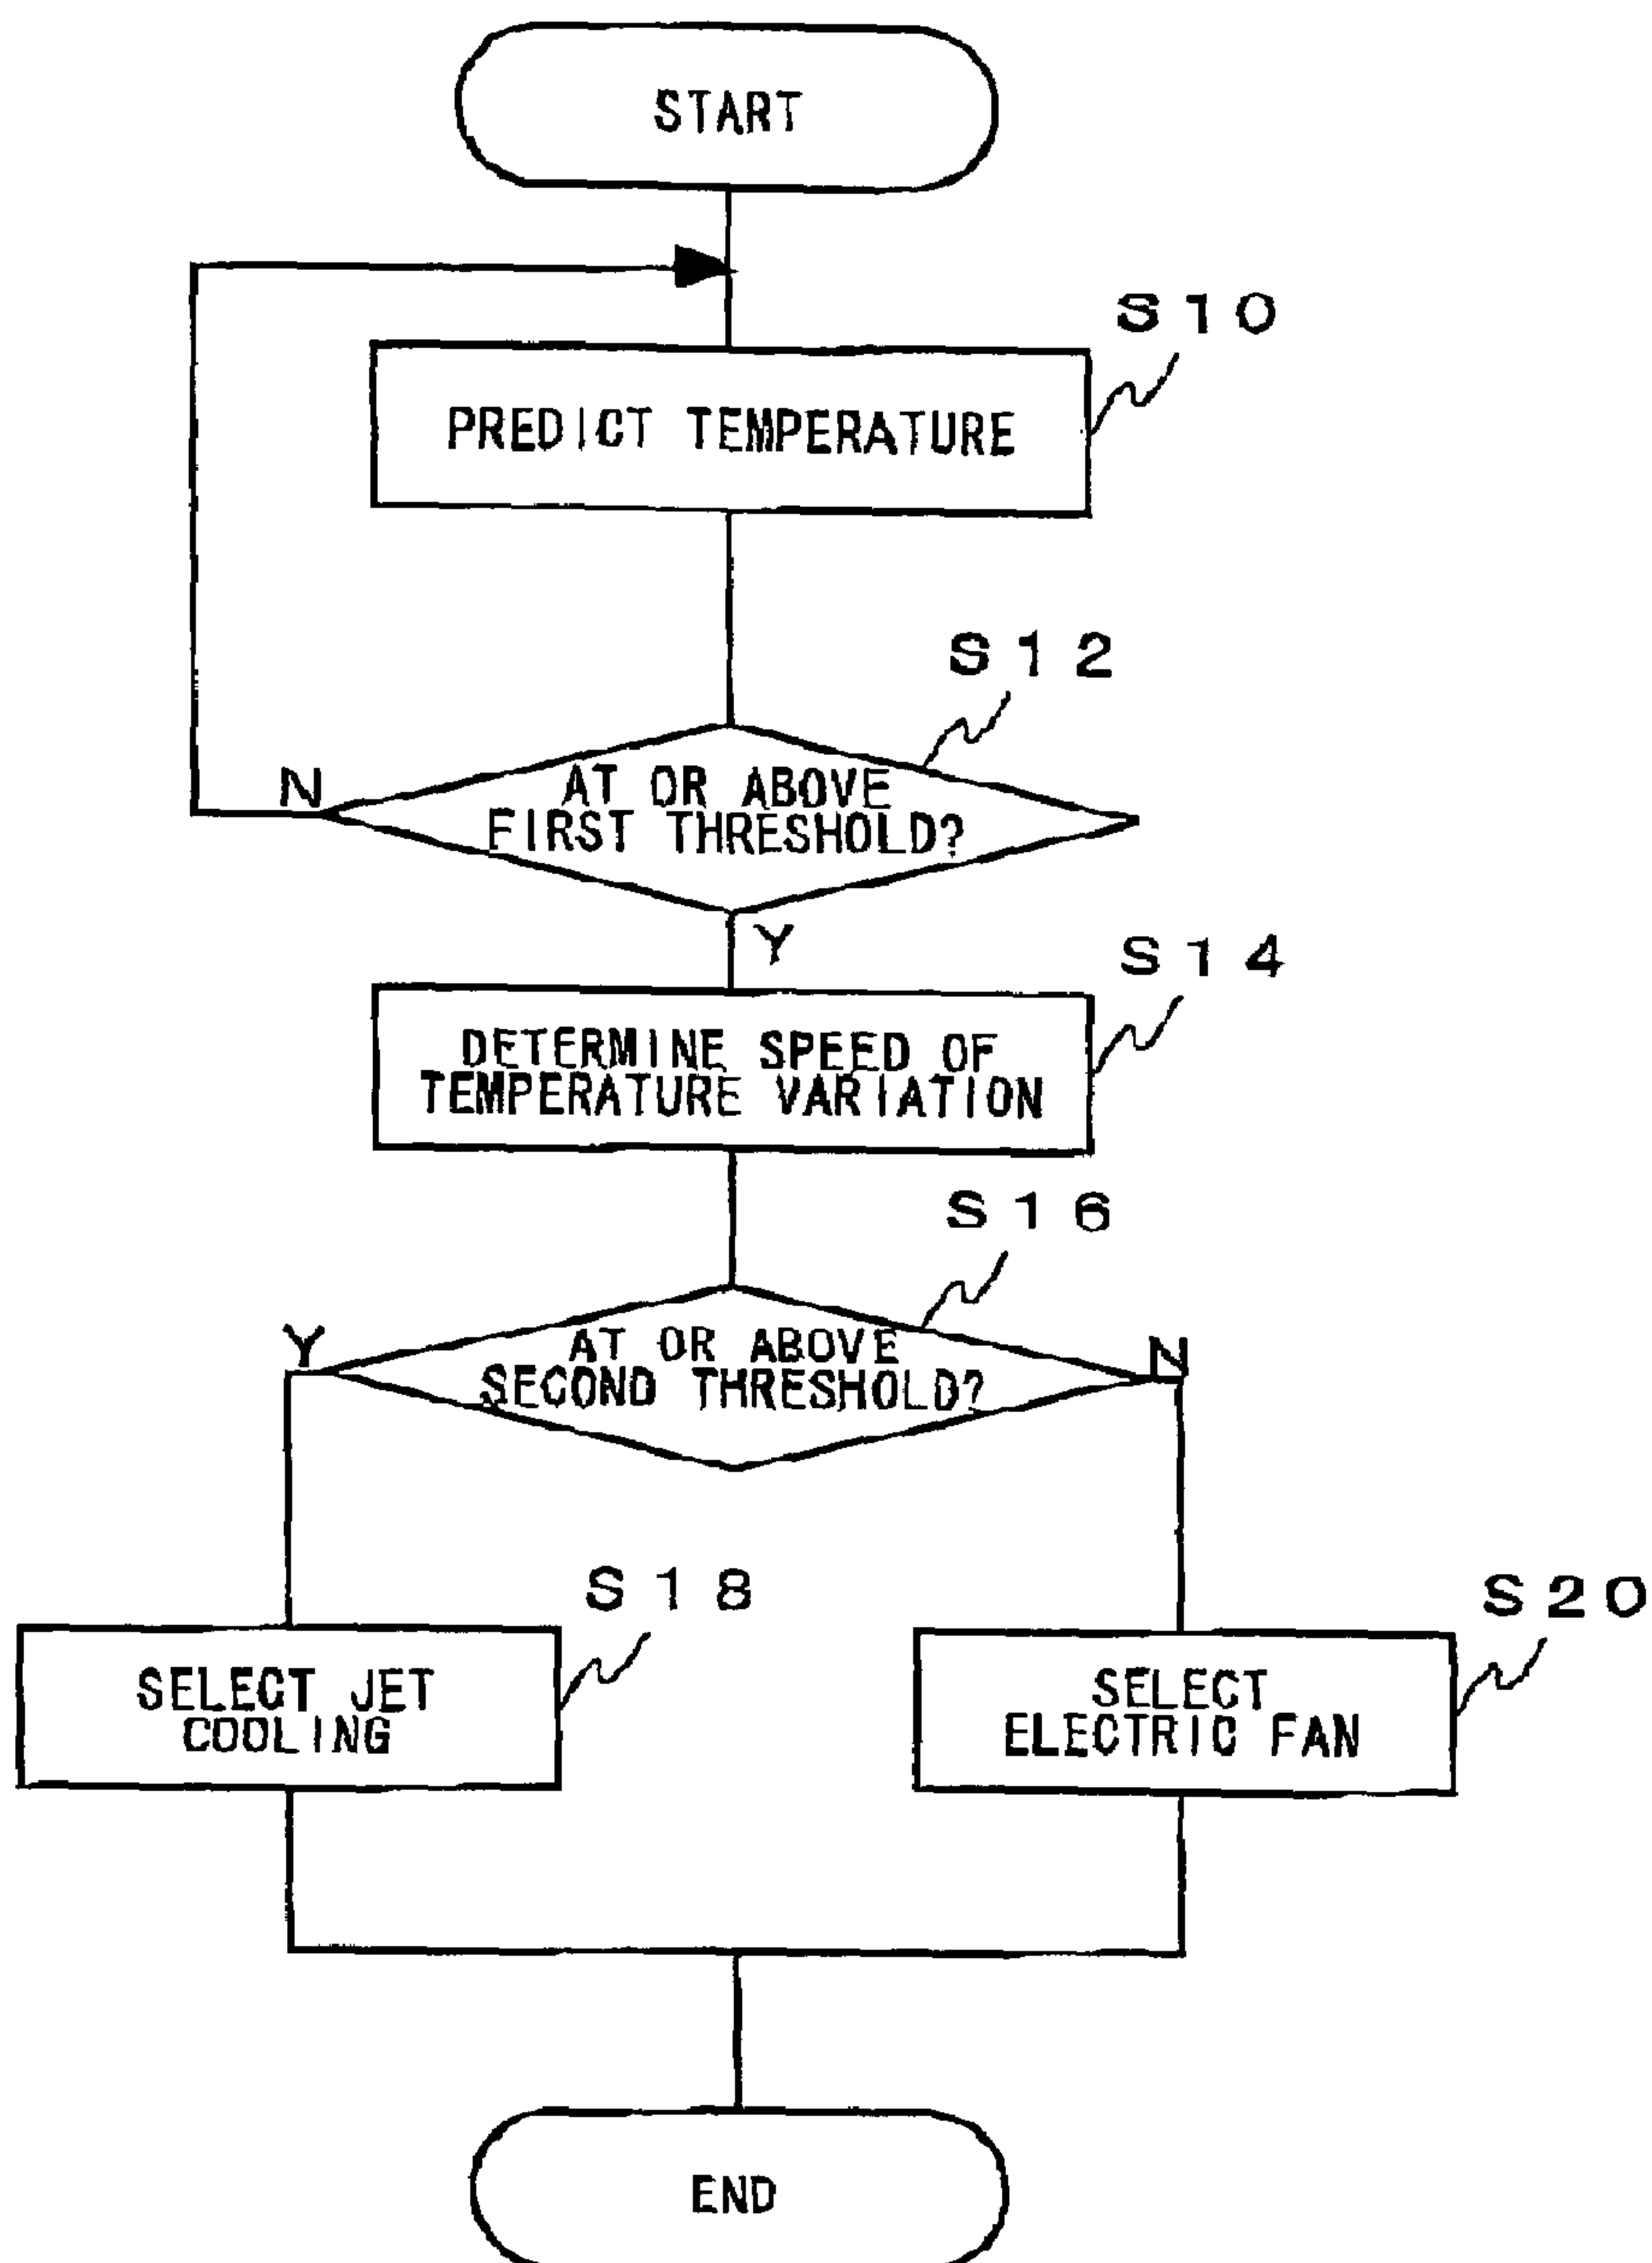 START
S10
PREDICT TEMPERATURE
S12
N
AT OR ABOVE
FIRST THRESHOLD?
Y
S14
DETERMINE SPEED OF
TEMPERATURE VARIATION
S16
Y
AT OR ABOVE
SECOND THRESHOLD?
N
S18
SELECT JET
COOLING
S20
SELECT
ELECTRIC FAN
END